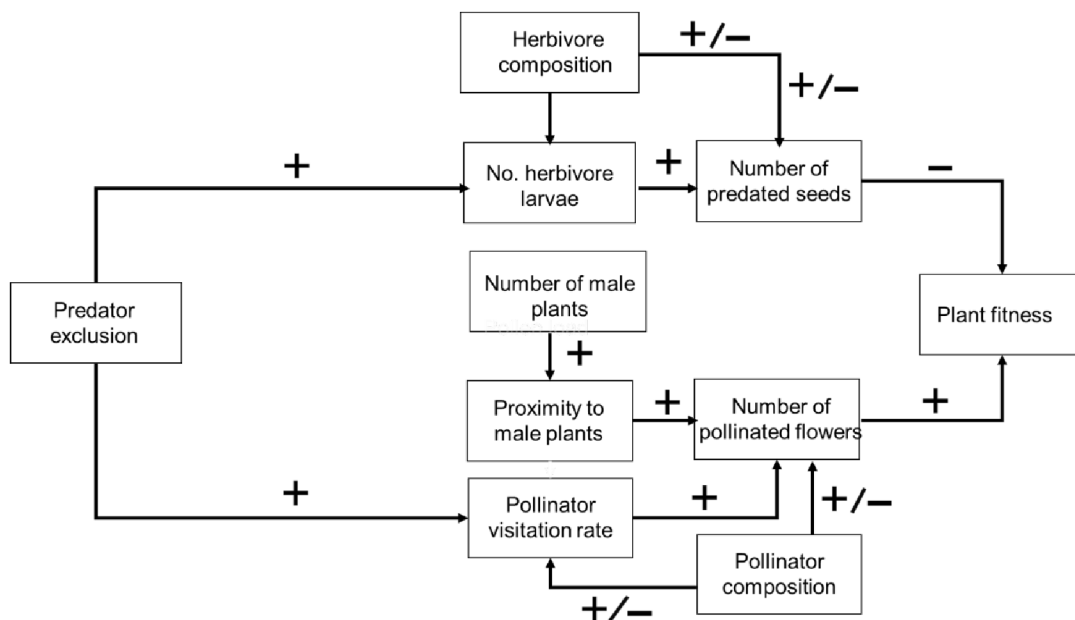 Herbivore
composition
+/−
+/−
+
No. herbivore
larvae
+
Number of
predated seeds
−
Number of male
plants
Predator
exclusion
Plant fitness
+
Proximity to
male plants
+
Number of
pollinated flowers
+
+
Pollinator
visitation rate
+
+/−
Pollinator
composition
+/−